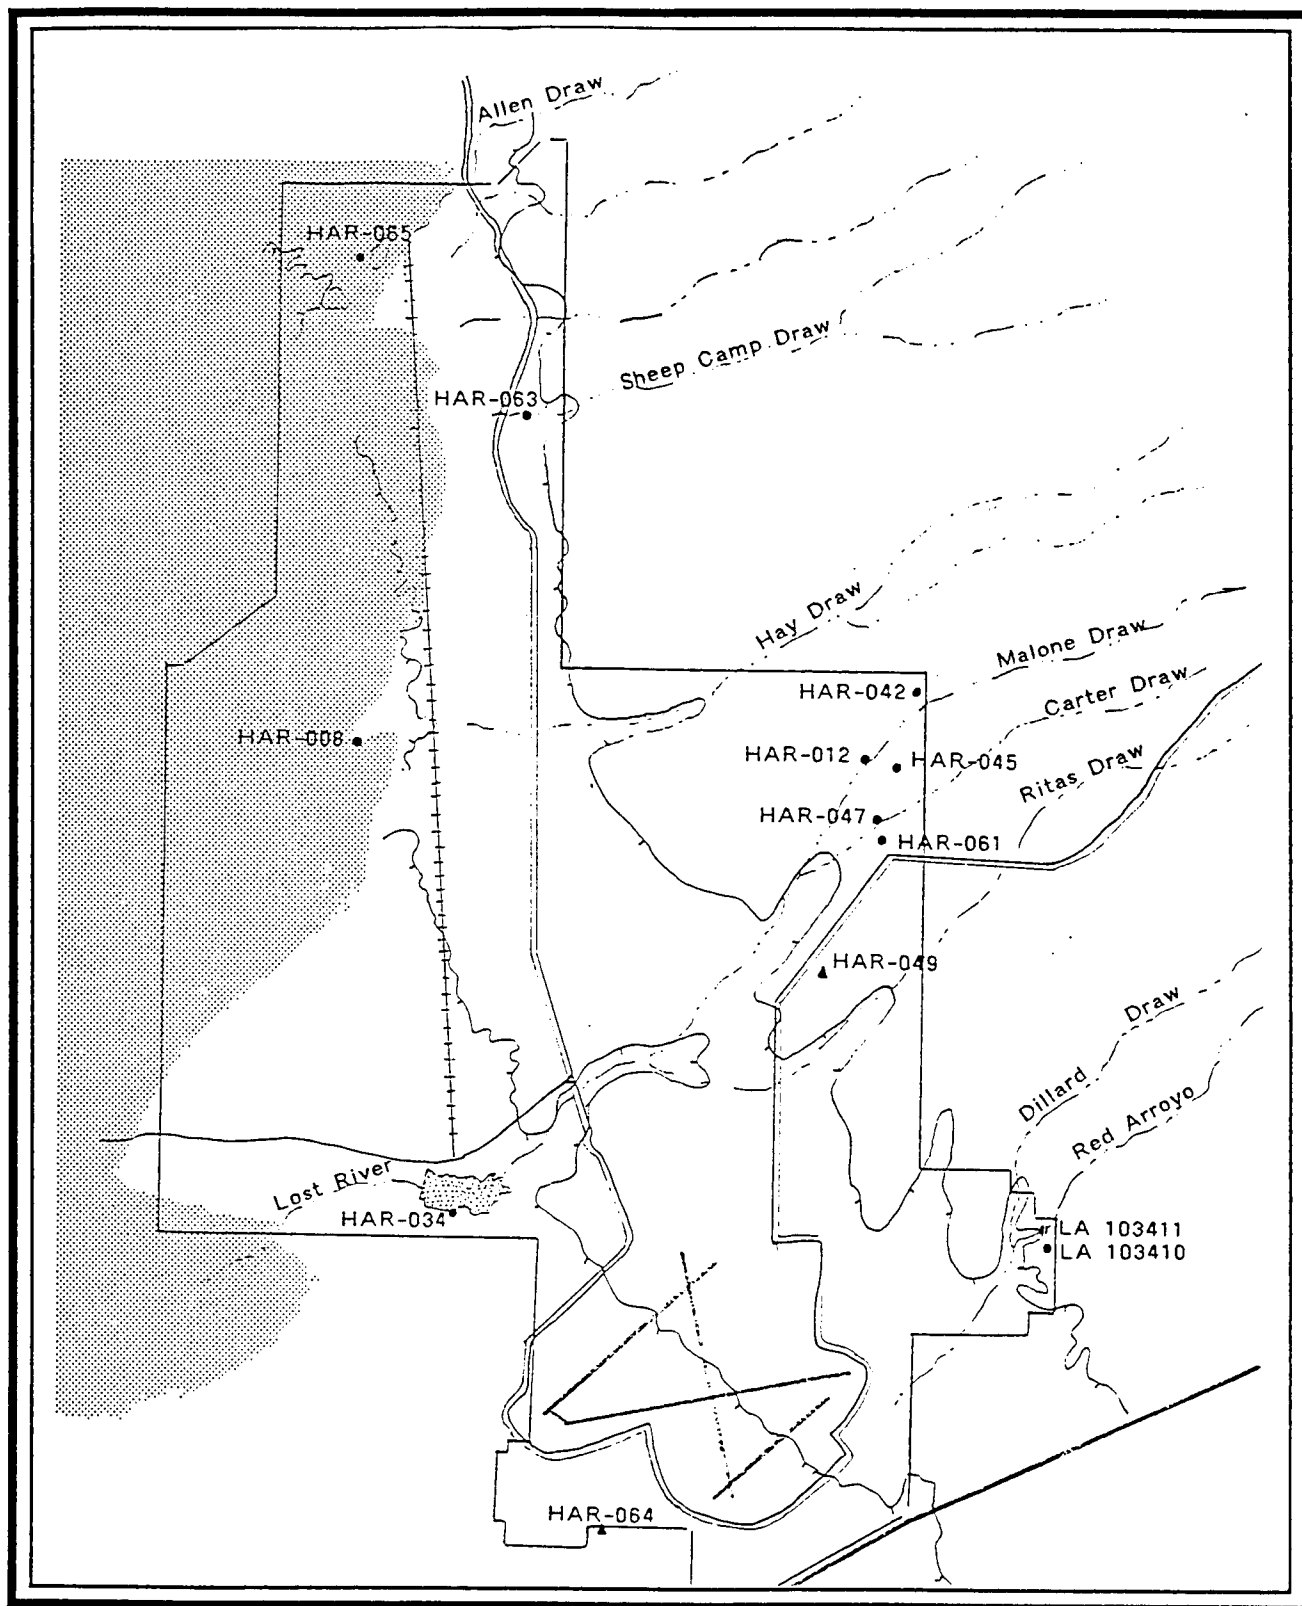 Allen Draw
HAR-065
Sheep Camp Draw
HAR-063
Hay Draw
Malone Draw
HAR-042
Carter Draw
HAR-008
HAR-012
HAR-045
Ritas Draw
HAR-047
HAR-061
HAR-049
Dillard Draw
Red Arroyo
Lost River
HAR-034
LA 103411
LA 103410
HAR-064